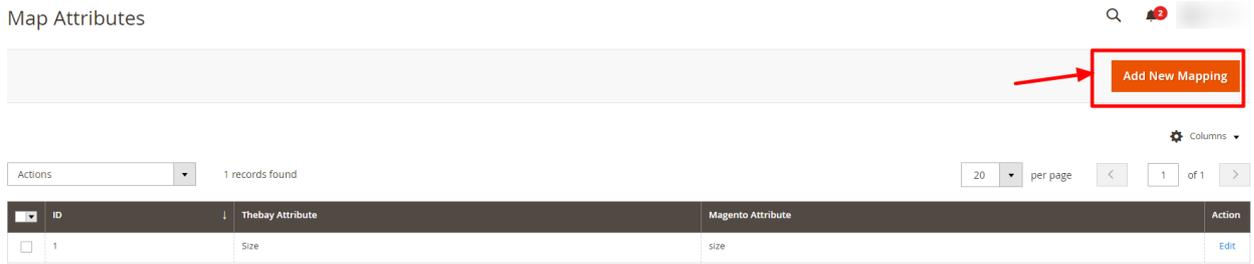 Map Attributes
2
Add New Mapping
Columns
Actions
1 records found
20
per page
1
of 1
ID
Thebay Attribute
Magento Attribute
Action
1
Size
size
Edit